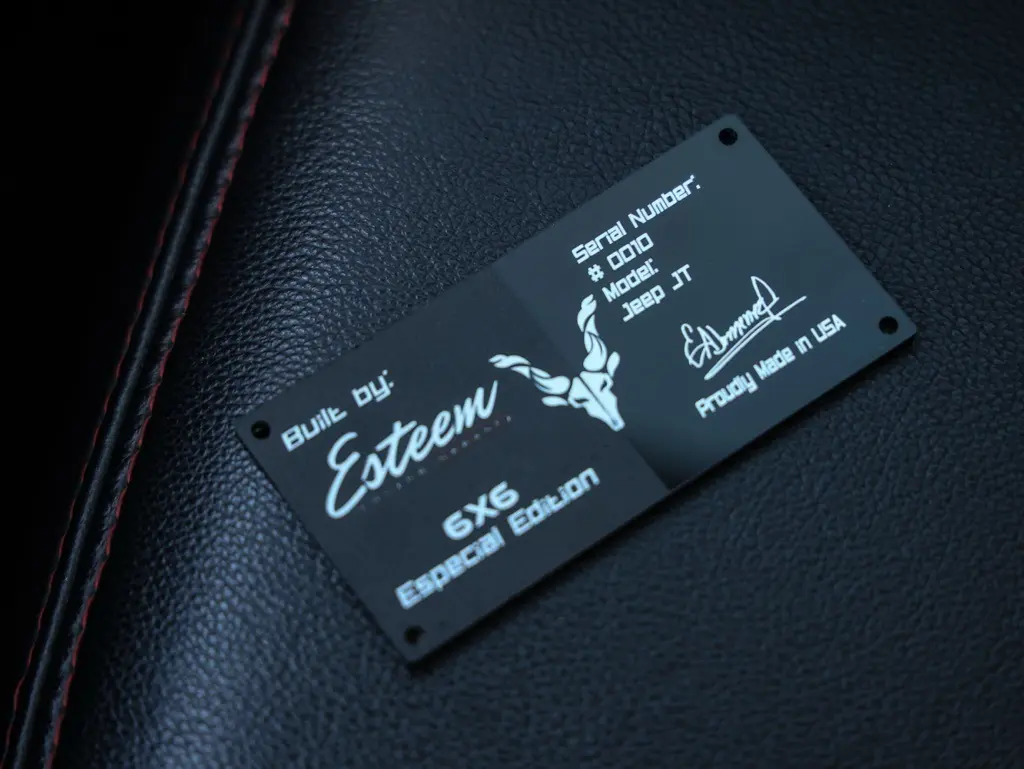 Built by:
Esteem
6X6
Especial Edition
Serial Number:
# 0010
Model:
Jeep JT
Proudly Made in USA